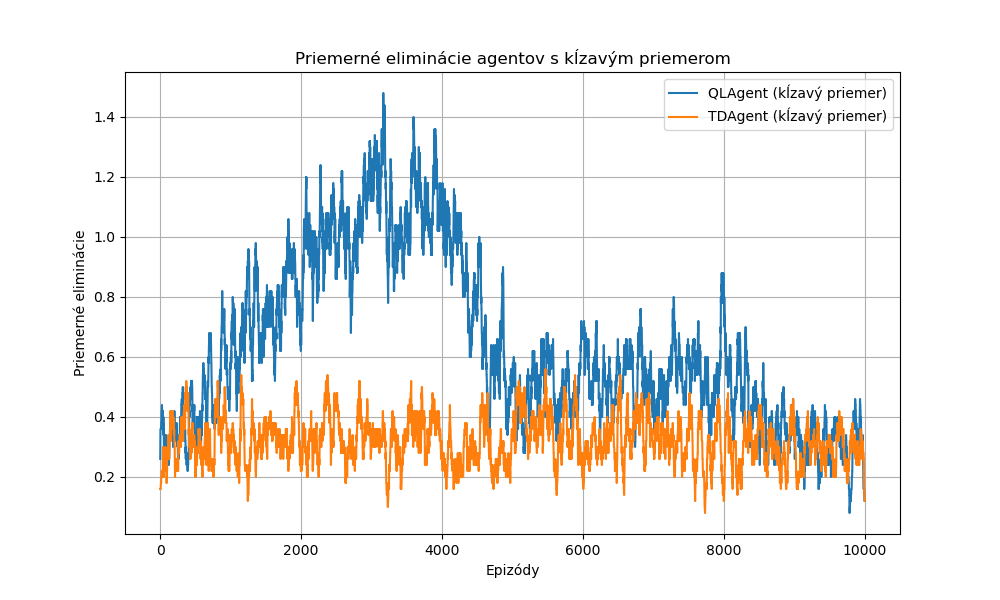 Priemerné eliminácie agentov s kĺzavým priemerom
QLAgent (kĺzavý priemer)
TDAgent (kĺzavý priemer)
Priemerné eliminácie
1.4
1.2
1.0
0.8
0.6
0.4
0.2
0 2000 4000 6000 8000 10000
Epizódy